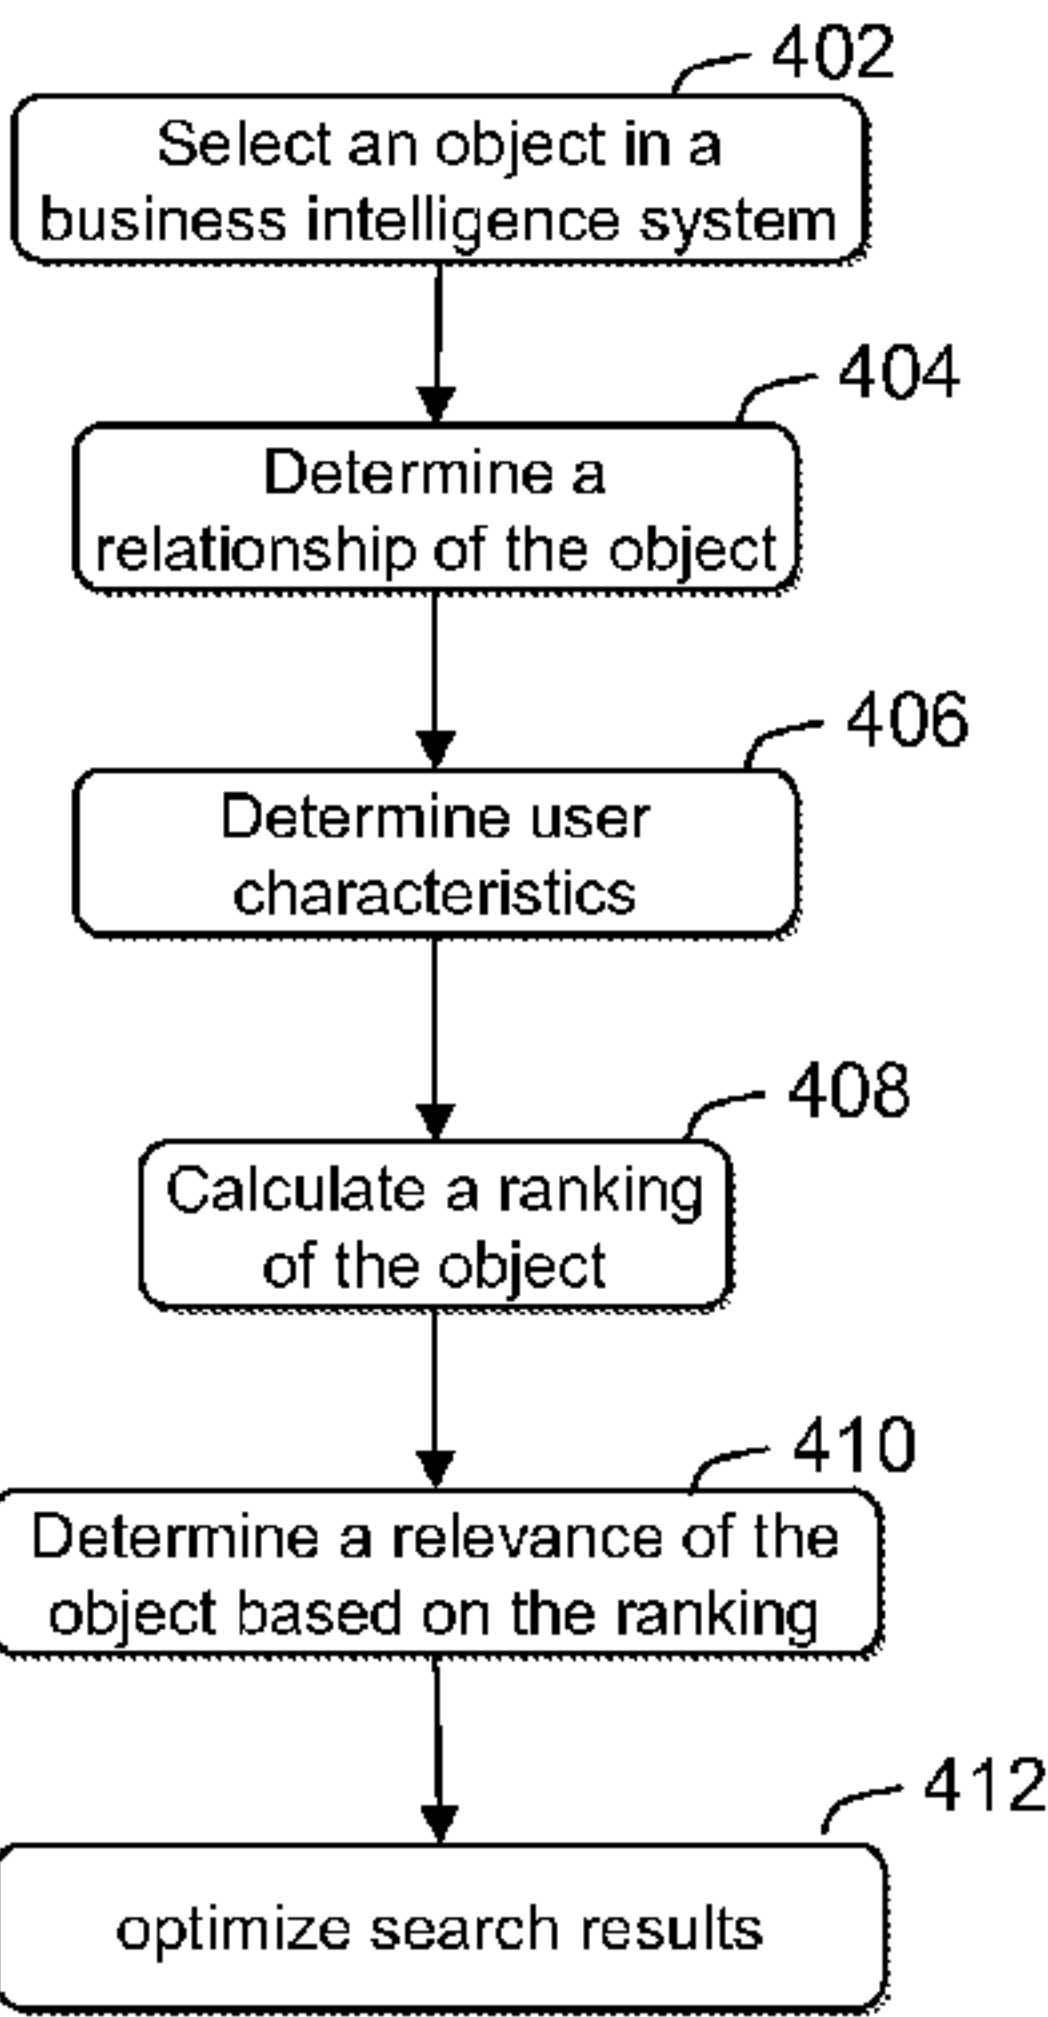 402
Select an object in a
business intelligence system
404
Determine a
relationship of the object
406
Determine user
characteristics
408
Calculate a ranking
of the object
410
Determine a relevance of the
object based on the ranking
412
optimize search results